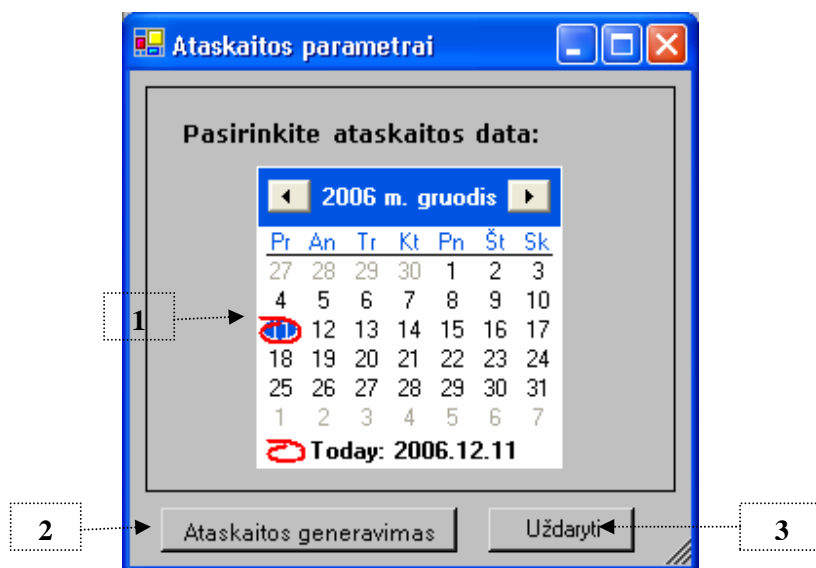 Ataskaitos parametrai
Pasirinkite ataskaitos data:
2006 m. gruodis
Pr An Tr Kt Pn Št Sk
27 28 29 30 1 2 3
4 5 6 7 8 9 10
1
11 12 13 14 15 16 17
18 19 20 21 22 23 24
25 26 27 28 29 30 31
1 2 3 4 5 6 7
Today: 2006.12.11
2
Ataskaitos generavimas
Uždaryti
3